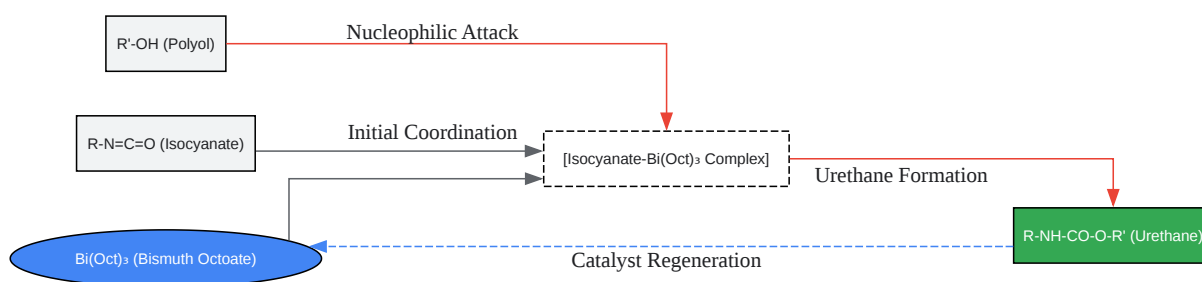 R'-OH (Polyol)
Nucleophilic Attack
R-N=C=O (Isocyanate)
Initial Coordination
[Isocyanate-Bi(Oct)₃ Complex]
Urethane Formation
Bi(Oct)₃ (Bismuth Octoate)
Catalyst Regeneration
R-NH-CO-O-R' (Urethane)